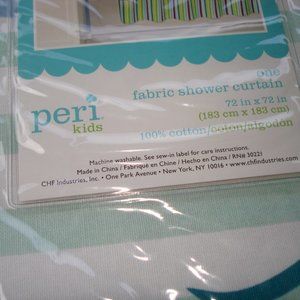 one
fabric shower curtain
72 in x 72 in
(183 cm x 183 cm)
100% cotton/coton/algodon
peri
kids
Machine washable. See sew-in label for care instructions.
Made in China / Fabriqué en Chine / Hecho en China / RN# 30221
CHF Industries, Inc. • One Park Avenue • New York, NY 10016 • www.chfindustries.com